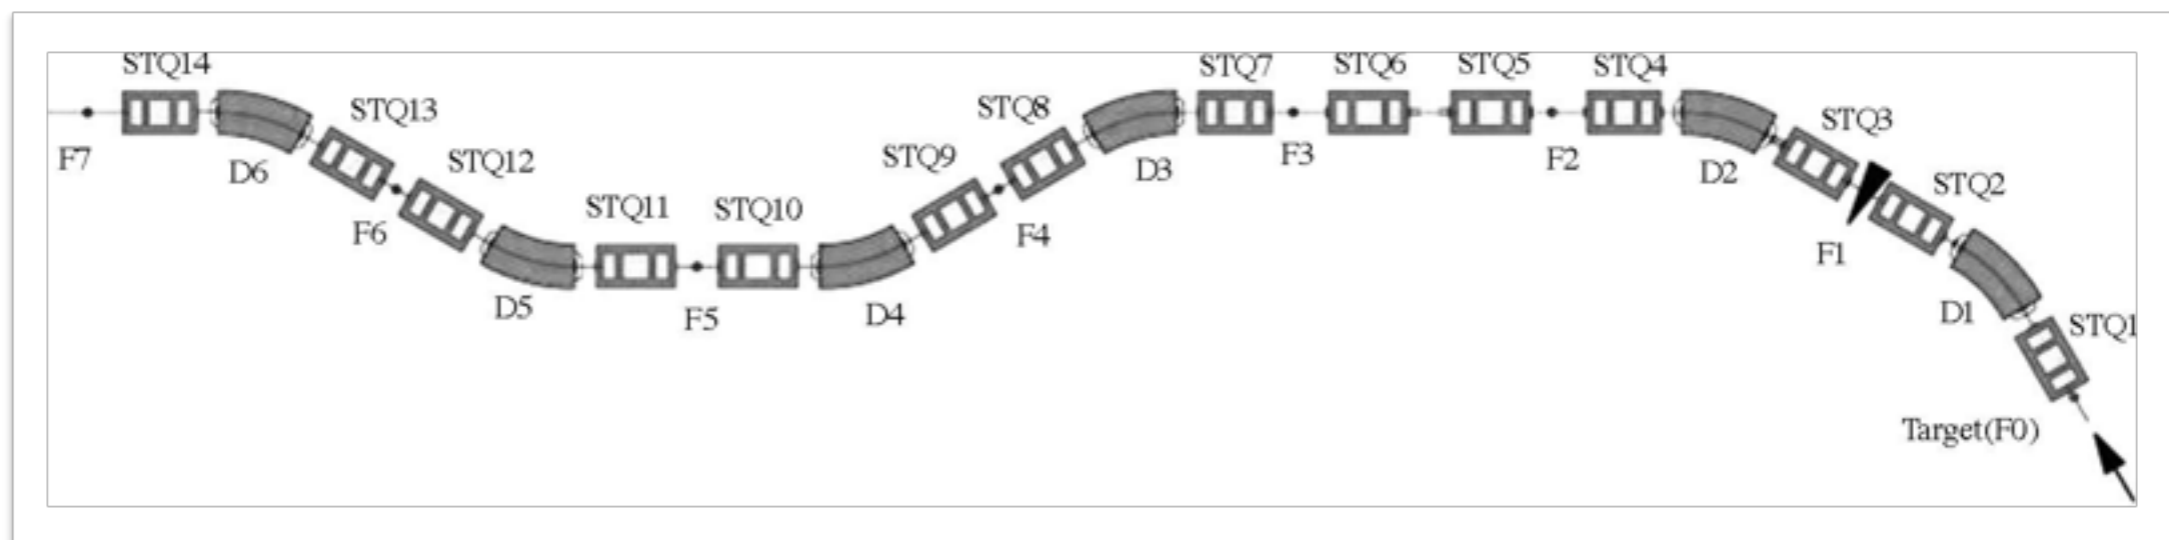 STQ14
STQ13
STQ12
STQ11
STQ10
STQ9
STQ8
STQ7
STQ6
STQ5
STQ4
STQ3
STQ2
STQ1
F7
D6
F6
D5
F5
D4
F4
D3
F3
F2
D2
F1
D1
Target(F0)